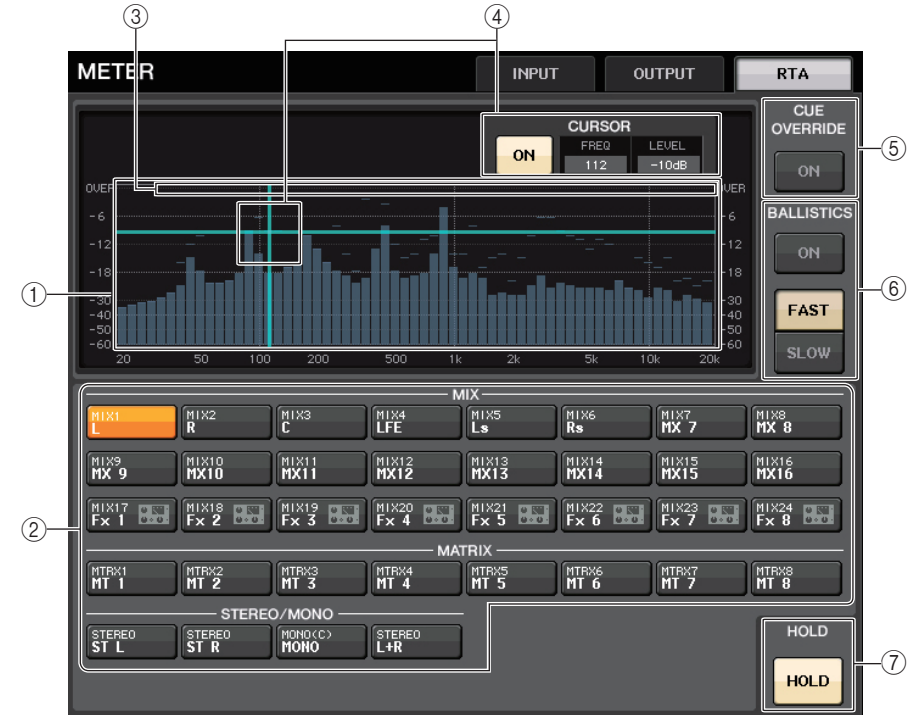 ③ ④
METER INPUT OUTPUT RTA
CURSOR
ON FREQ LEVEL
112 -10dB
CUE
OVERRIDE
ON
⑤
OVER OVER
-6 -6
-12 -12
-18 -18
-30 -30
-40 -40
-50 -50
-60 -60
20 50 100 200 500 1k 2k 5k 10k 20k
①
BALLISTICS
ON
FAST
SLOW
⑥
MIX
MIX1 MIX2 MIX3 MIX4 MIX5 MIX6 MIX7 MIX8
L R C LFE Ls Rs MX 7 MX 8
MIX9 MIX10 MIX11 MIX12 MIX13 MIX14 MIX15 MIX16
MX 9 MX10 MX11 MX12 MX13 MX14 MX15 MX16
MIX17 MIX18 MIX19 MIX20 MIX21 MIX22 MIX23 MIX24
Fx 1 Fx 2 Fx 3 Fx 4 Fx 5 Fx 6 Fx 7 Fx 8
②
MATRIX
MTRX1 MTRX2 MTRX3 MTRX4 MTRX5 MTRX6 MTRX7 MTRX8
MT 1 MT 2 MT 3 MT 4 MT 5 MT 6 MT 7 MT 8
STEREO/MONO
STEREO STEREO MONO(C) STEREO
ST L ST R MONO L+R
HOLD
HOLD
⑦